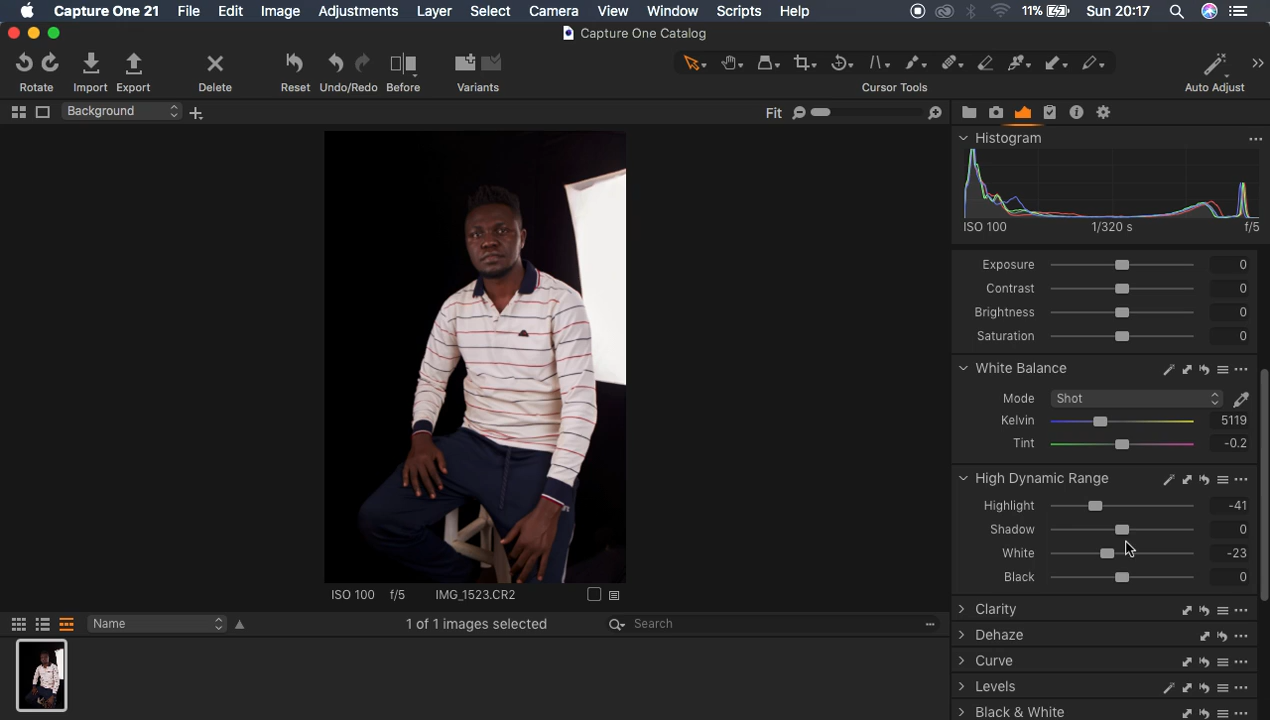 Capture One 21 File Edit Image Adjustments Layer Select Camera View Window Scripts Help 11% Sun 20:17
Capture One Catalog
Rotate Import Export Delete Reset Undo/Redo Before Variants Cursor Tools Auto Adjust
Background Fit
Histogram
ISO 100 1/320 s f/5
Exposure 0
Contrast 0
Brightness 0
Saturation 0
White Balance
Mode Shot
Kelvin 5119
Tint -0.2
High Dynamic Range
Highlight -41
Shadow 0
White -23
Black 0
ISO 100 f/5 IMG_1523.CR2
Clarity
Name 1 of 1 images selected Search
Dehaze
Curve
Levels
Black & White